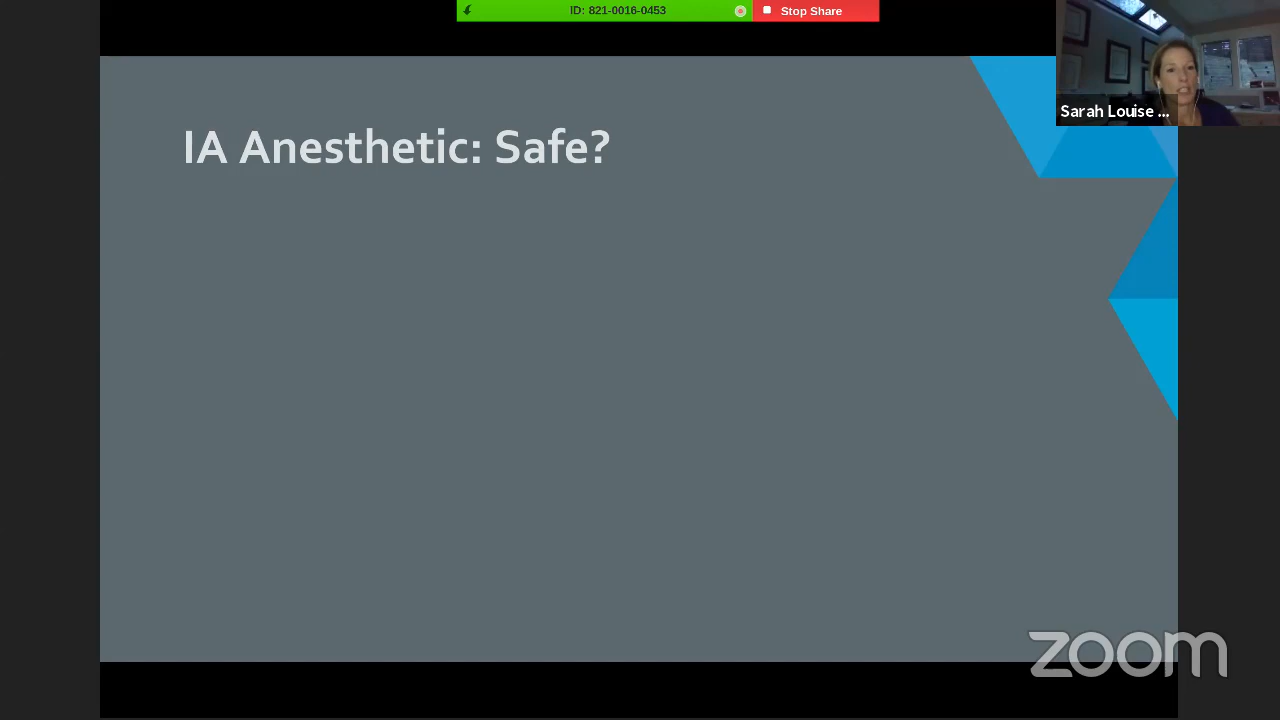 ID: 821-0016-0453
Stop Share
Sarah Louise ...
IA Anesthetic: Safe?
zoom